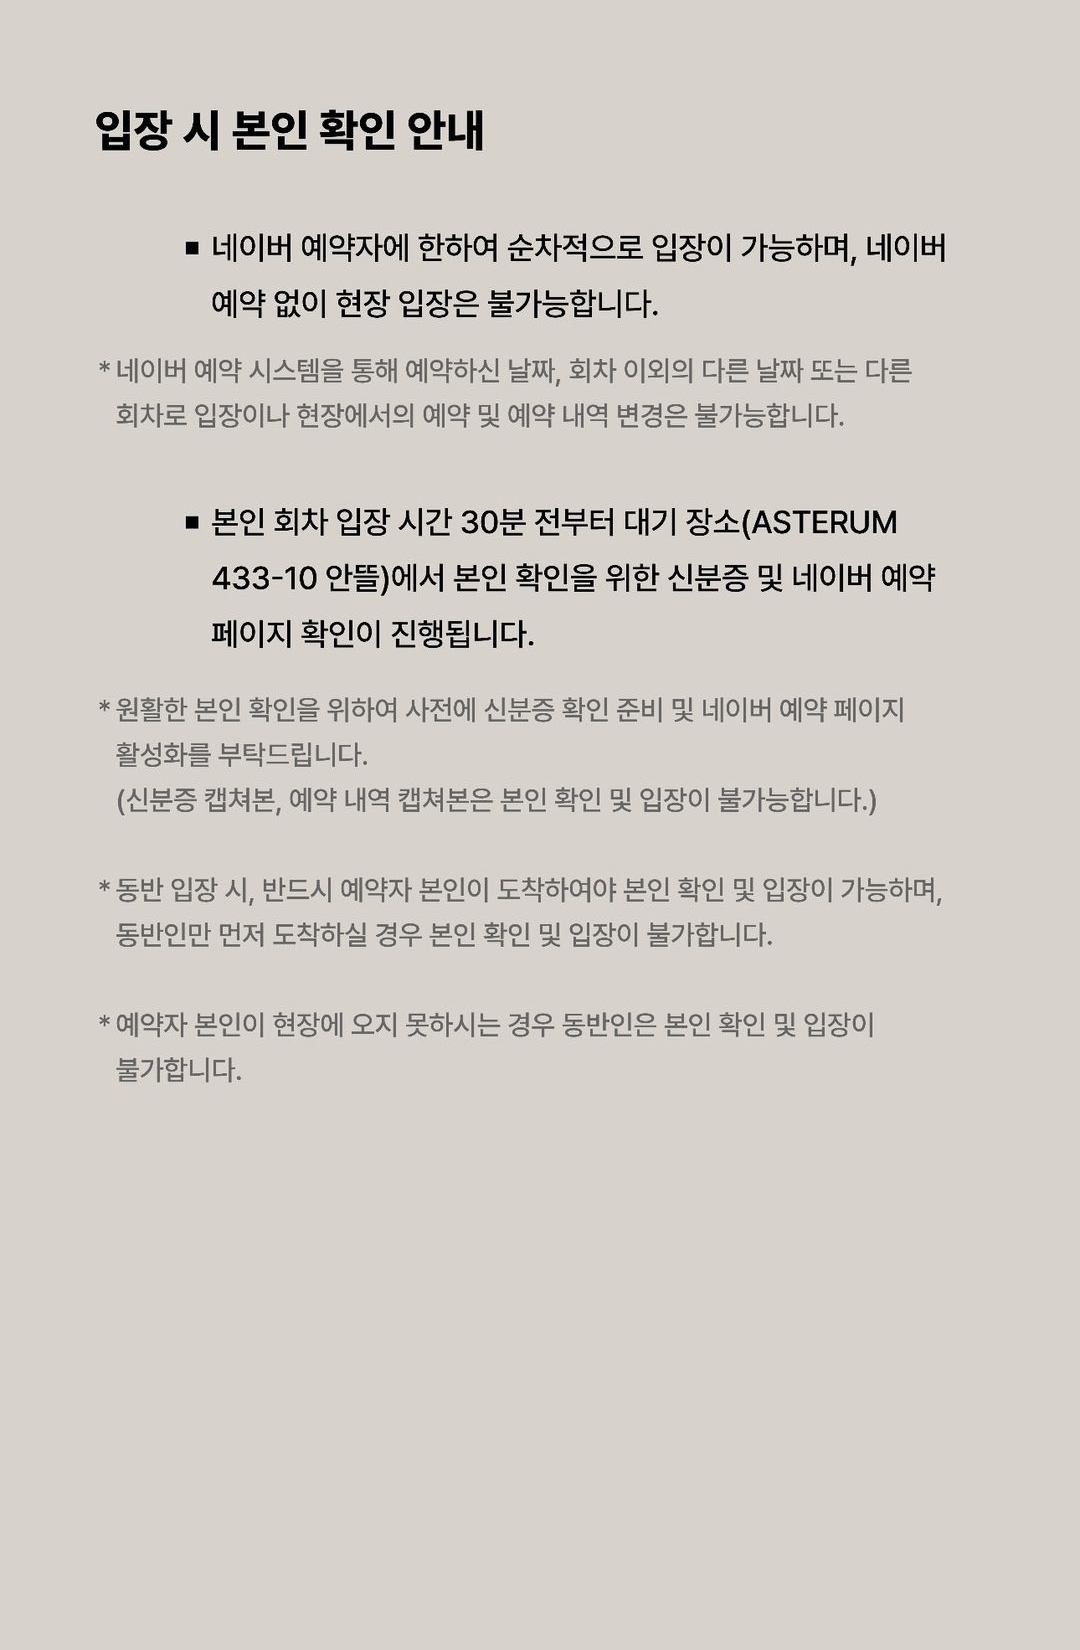 입장 시 본인 확인 안내
▪ 네이버 예약자에 한하여 순차적으로 입장이 가능하며, 네이버
예약 없이 현장 입장은 불가능합니다.
* 네이버 예약 시스템을 통해 예약하신 날짜, 회차 이외의 다른 날짜 또는 다른
회차로 입장이나 현장에서의 예약 및 예약 내역 변경은 불가능합니다.
▪ 본인 회차 입장 시간 30분 전부터 대기 장소(ASTERUM
433-10 안뜰)에서 본인 확인을 위한 신분증 및 네이버 예약
페이지 확인이 진행됩니다.
* 원활한 본인 확인을 위하여 사전에 신분증 확인 준비 및 네이버 예약 페이지
활성화를 부탁드립니다.
(신분증 캡쳐본, 예약 내역 캡쳐본은 본인 확인 및 입장이 불가능합니다.)
* 동반 입장 시, 반드시 예약자 본인이 도착하여야 본인 확인 및 입장이 가능하며,
동반인만 먼저 도착하실 경우 본인 확인 및 입장이 불가합니다.
* 예약자 본인이 현장에 오지 못하시는 경우 동반인은 본인 확인 및 입장이
불가합니다.